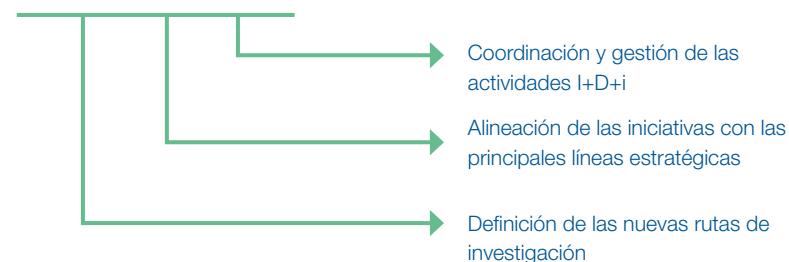 Coordinación y gestión de las
actividades I+D+i
Alineación de las iniciativas con las
principales líneas estratégicas
Definición de las nuevas rutas de
investigación